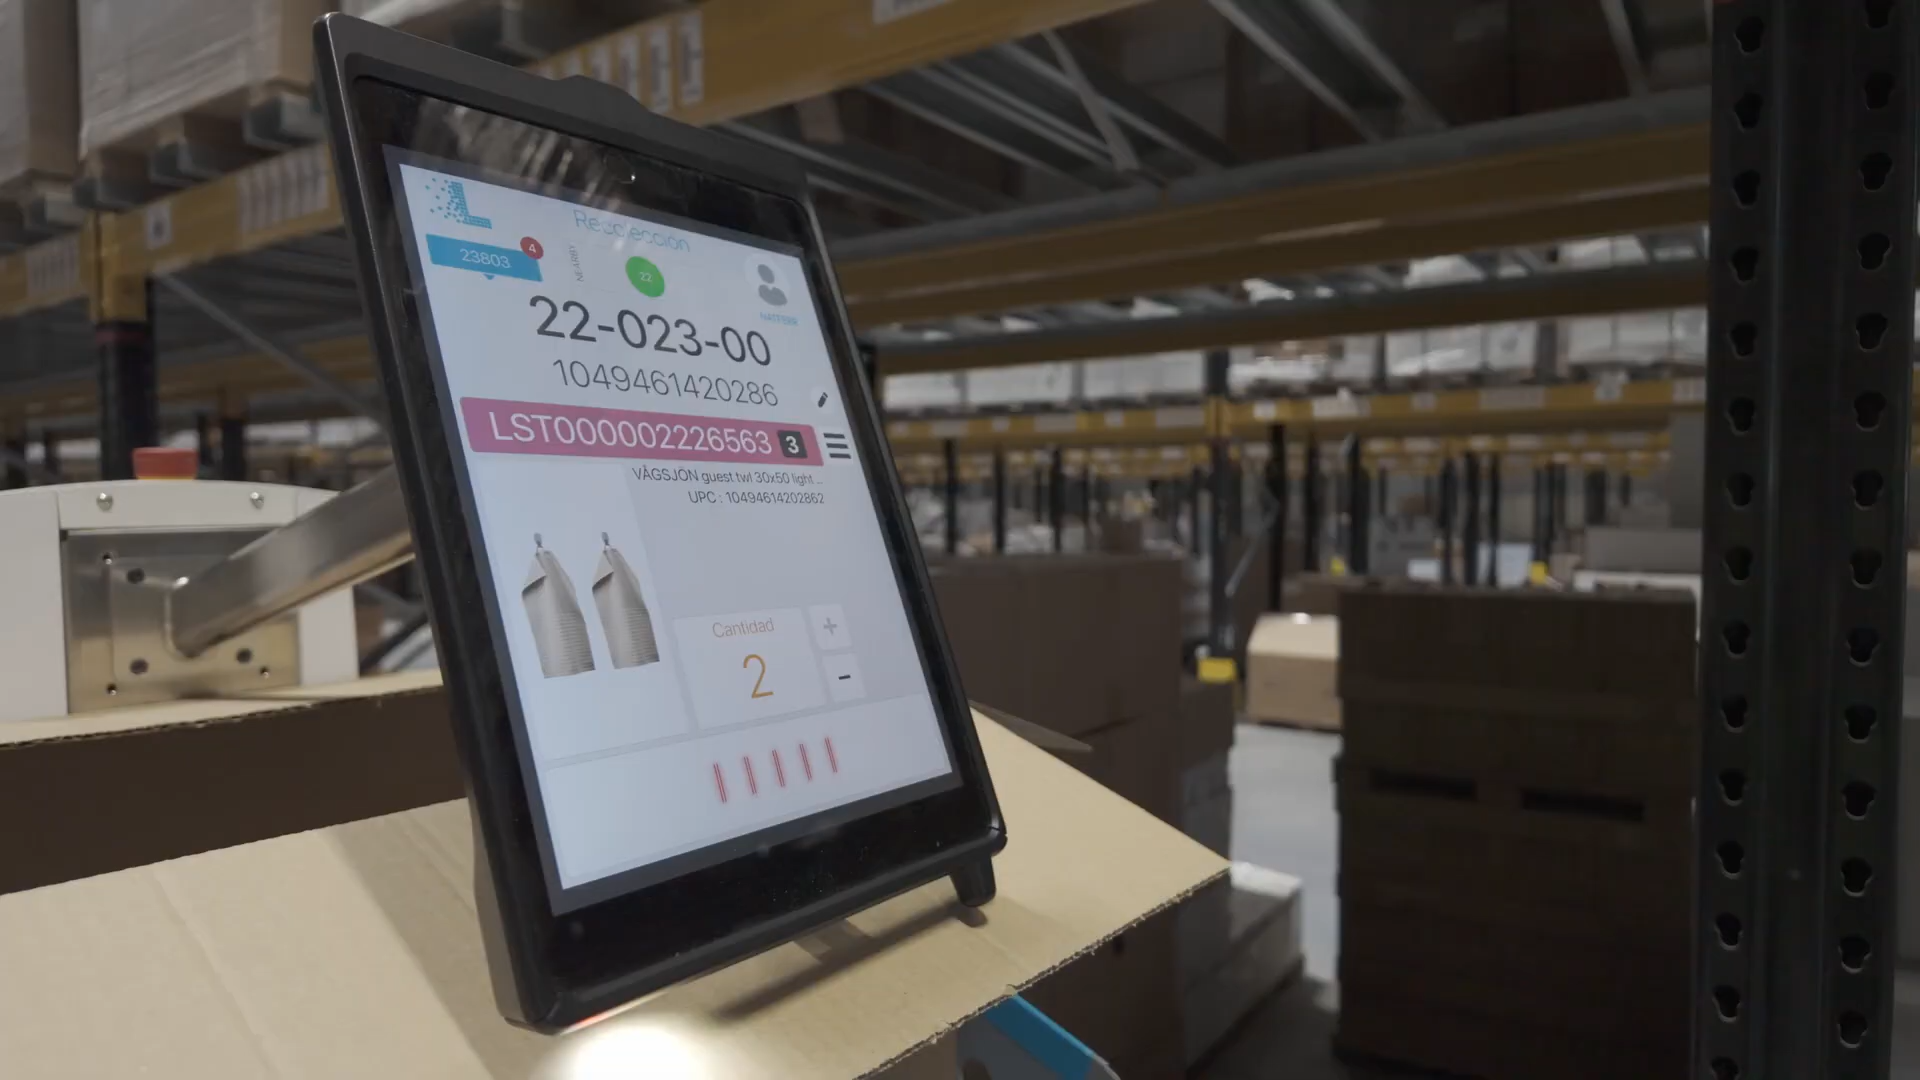 Recolección
23803
4
NEARBY
22
22-023-00
1049461420286
LST000002226563 3
VÅGSJÖN guest twl 30x50 light ...
UPC : 10494614202862
Cantidad
2
+
-